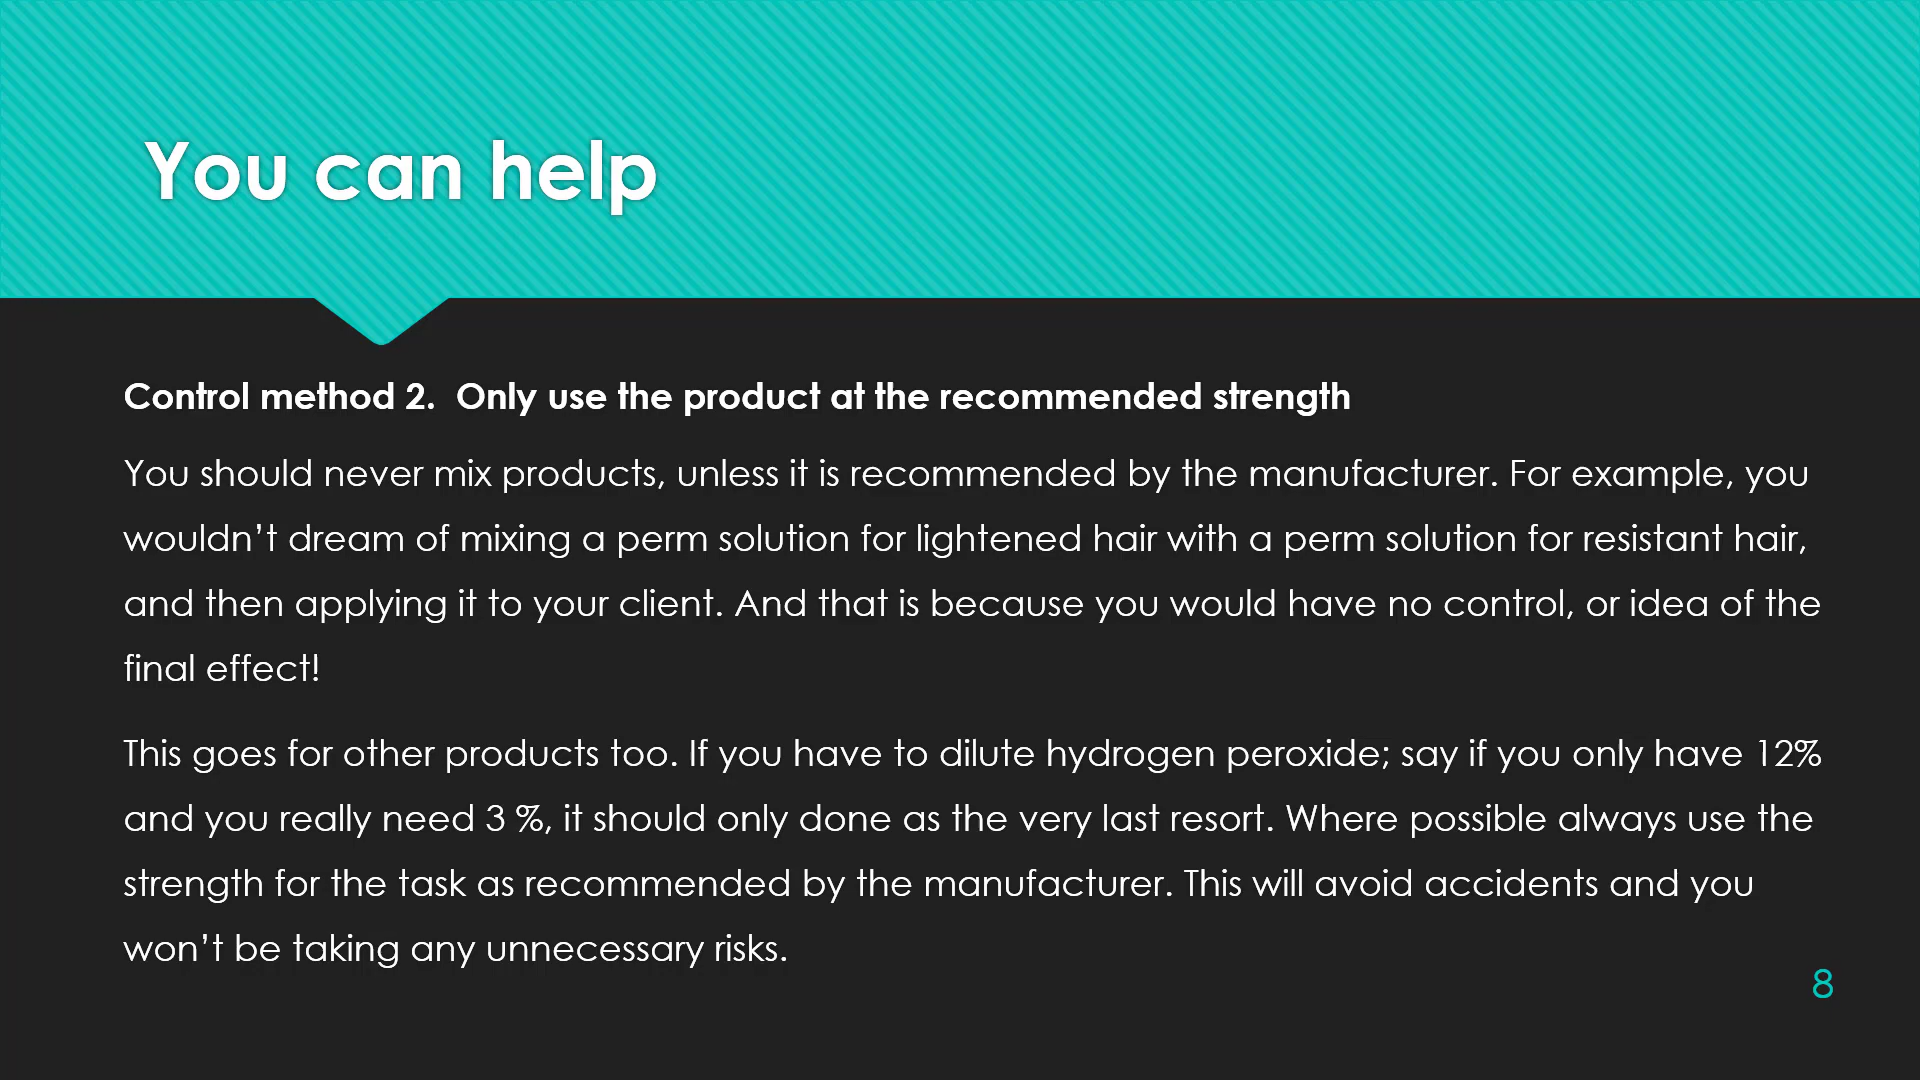 You can help
Control method 2.  Only use the product at the recommended strength
You should never mix products, unless it is recommended by the manufacturer. For example, you
wouldn’t dream of mixing a perm solution for lightened hair with a perm solution for resistant hair,
and then applying it to your client. And that is because you would have no control, or idea of the
final effect!
This goes for other products too. If you have to dilute hydrogen peroxide; say if you only have 12%
and you really need 3 %, it should only done as the very last resort. Where possible always use the
strength for the task as recommended by the manufacturer. This will avoid accidents and you
won’t be taking any unnecessary risks.
8